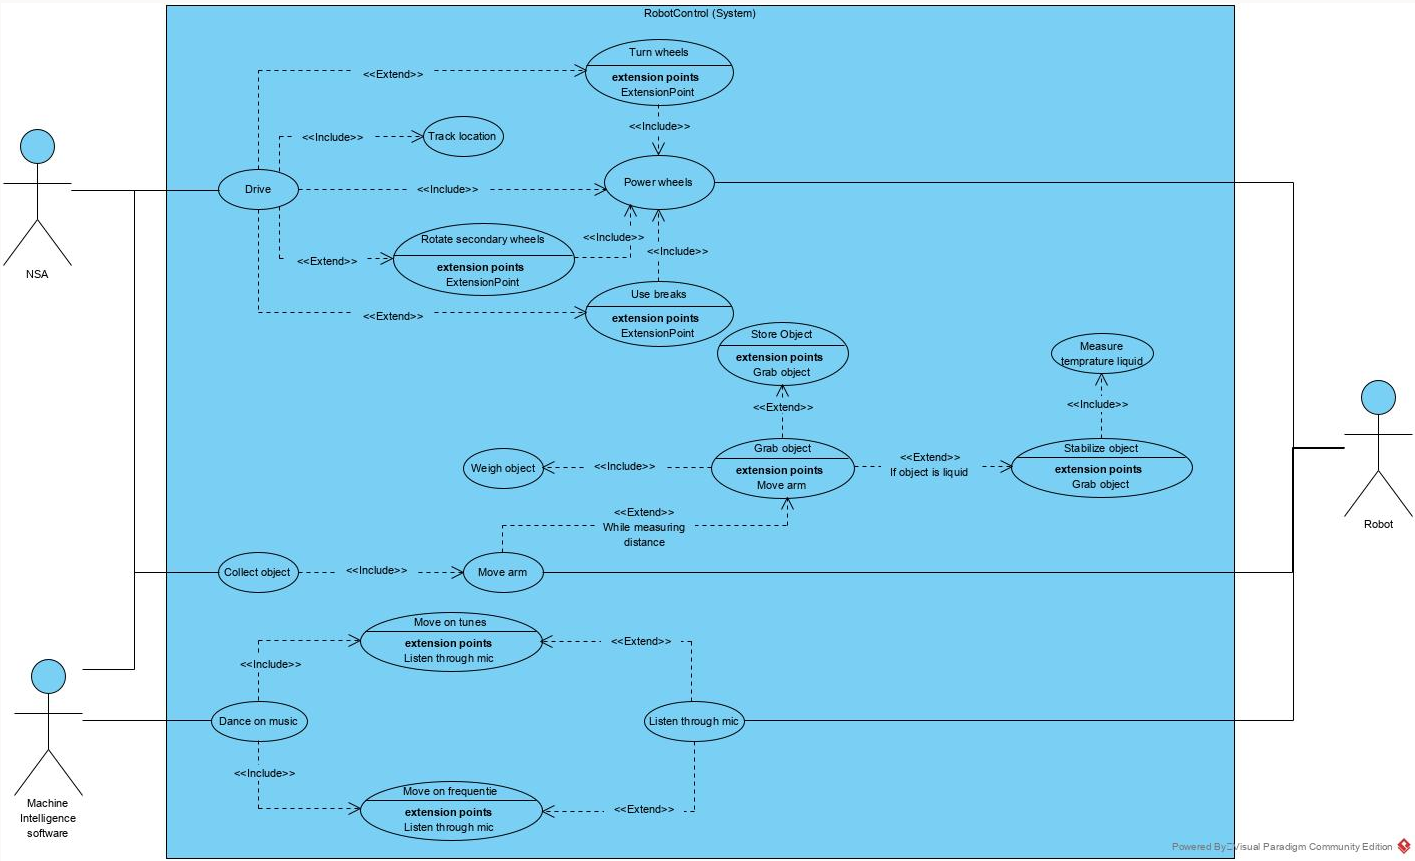 RobotControl (System)
Turn wheels
<<Extend>>
extension points
ExtensionPoint
<<Include>>
<<Include>>
Track location
Drive
<<Include>>
Power wheels
NSA
Rotate secondary wheels
<<Include>>
<<Include>>
<<Extend>>
extension points
ExtensionPoint
Use breaks
<<Extend>>
extension points
ExtensionPoint
Store Object
extension points
Grab object
Measure
temprature liquid
<<Extend>>
<<Include>>
Grab object
Stabilize object
Weigh object
<<Include>>
extension points
Move arm
<<Extend>>
If object is liquid
extension points
Grab object
<<Extend>>
While measuring
distance
Robot
Collect object
<<Include>>
Move arm
Move on tunes
extension points
Listen through mic
<<Extend>>
<<Include>>
Dance on music
Listen through mic
<<Include>>
Move on frequentie
extension points
Listen through mic
<<Extend>>
Machine
Intelligence
software
Powered By Visual Paradigm Community Edition